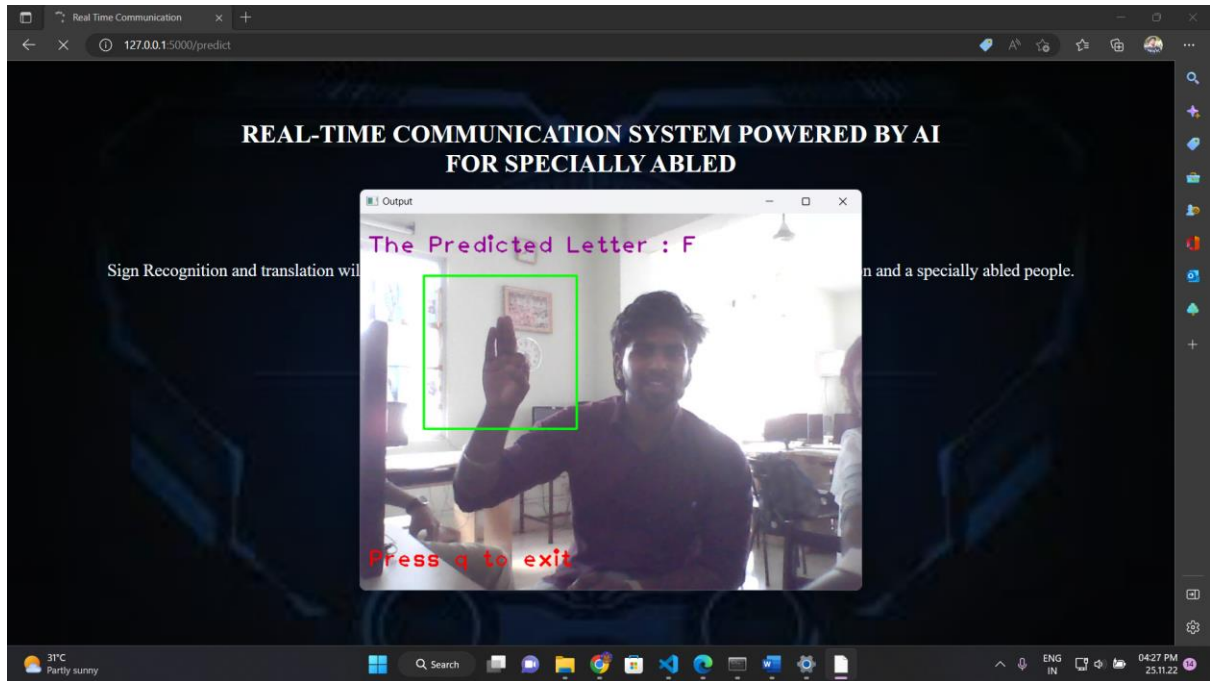 Real Time Communication
127.0.0.1:5000/predict
REAL-TIME COMMUNICATION SYSTEM POWERED BY AI
FOR SPECIALLY ABLED
Output
The Predicted Letter : F
Sign Recognition and translation wil
n and a specially abled people.
Press q to exit
31°C
Partly sunny
Search
ENG
IN
04:27 PM
25.11.22
14